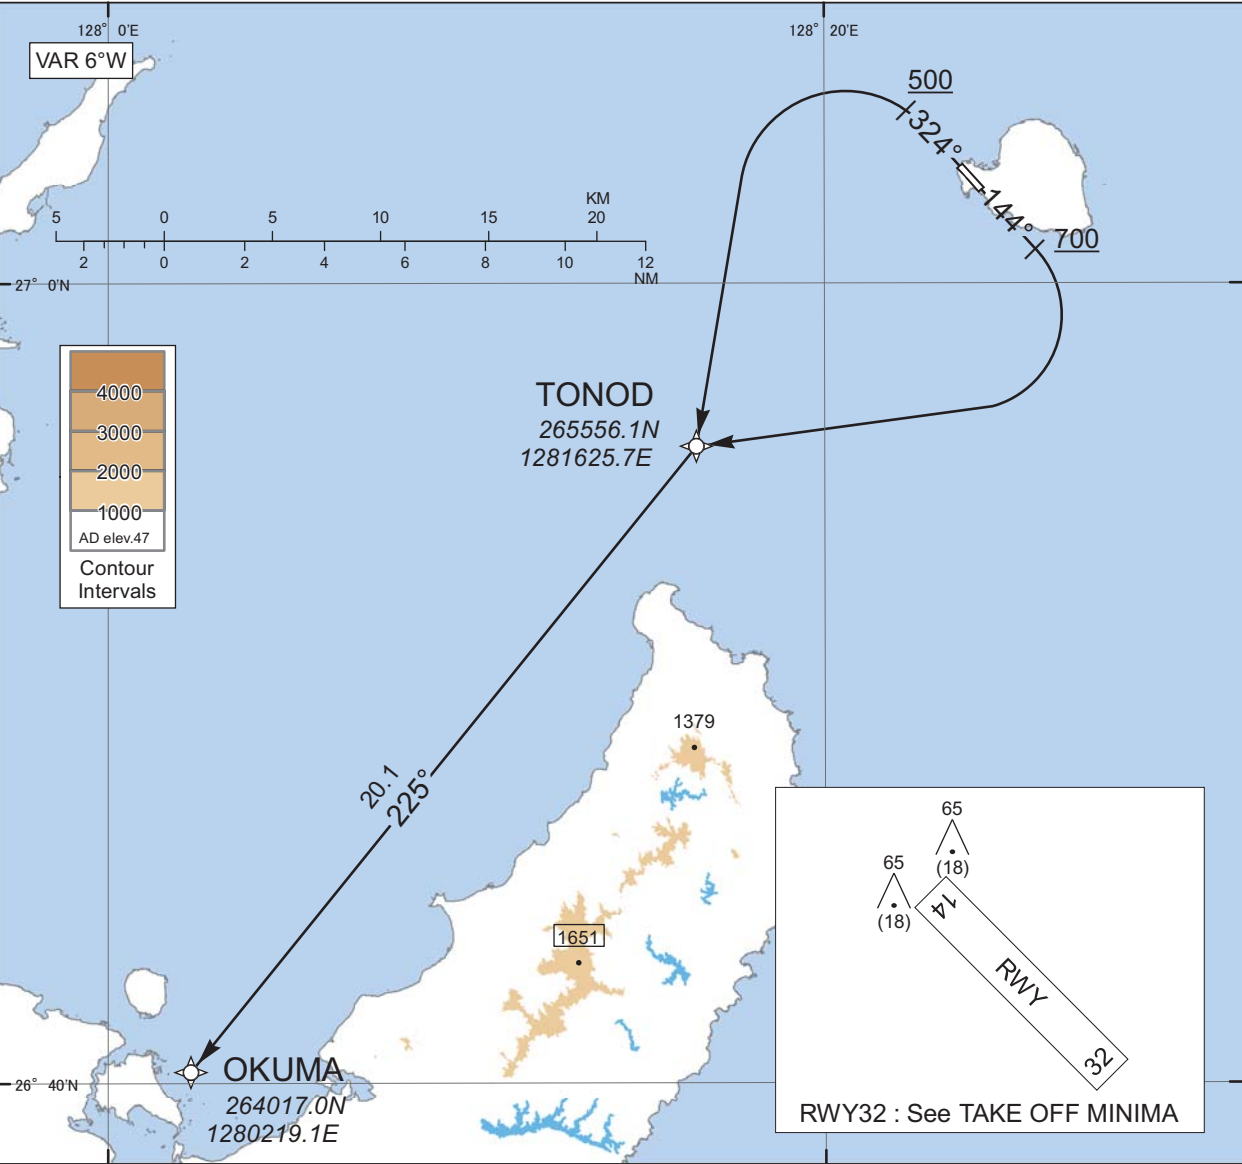 128° 0'E
128° 20'E
VAR 6°W
500
324°
144°
700
KM
5 0 5 10 15 20
2 0 2 4 6 8 10 12
NM
27° 0'N
4000
3000
2000
1000
AD elev.47
Contour
Intervals
TONOD
265556.1N
1281625.7E
20.1
225°
1379
1651
OKUMA
264017.0N
1280219.1E
26° 40'N
65
(18)
65
(18)
14
RWY
32
RWY32 : See TAKE OFF MINIMA